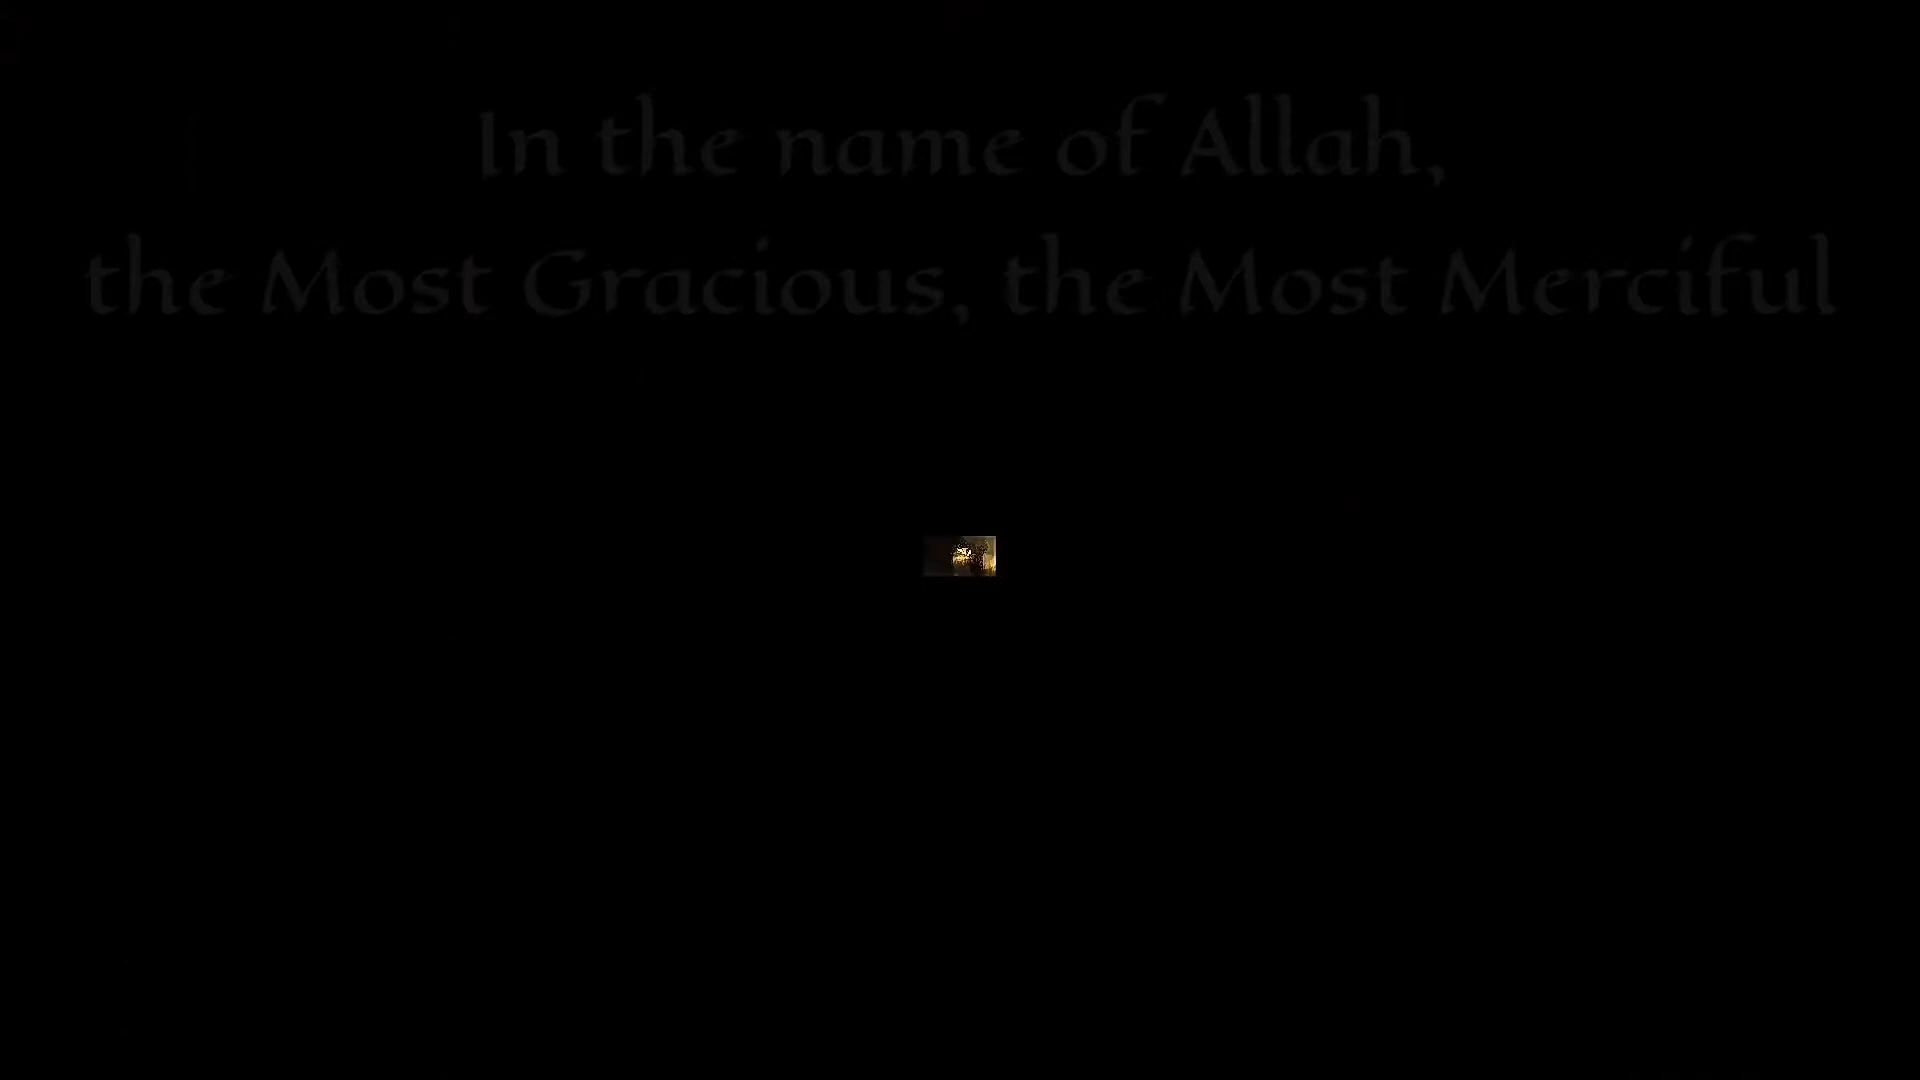 In the name of Allah,
the Most Gracious, the Most Merciful